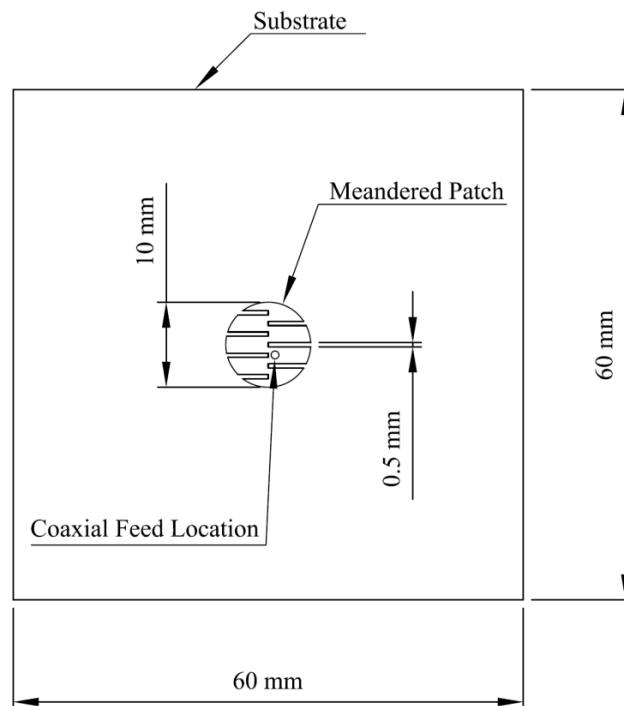 Substrate
Meandered Patch
10 mm
60 mm
0.5 mm
Coaxial Feed Location
60 mm